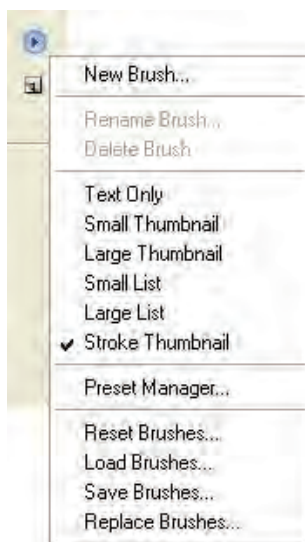 New Brush...
Rename Brush...
Delete Brush
Text Only
Small Thumbnail
Large Thumbnail
Small List
Large List
Stroke Thumbnail
Preset Manager...
Reset Brushes...
Load Brushes...
Save Brushes...
Replace Brushes...